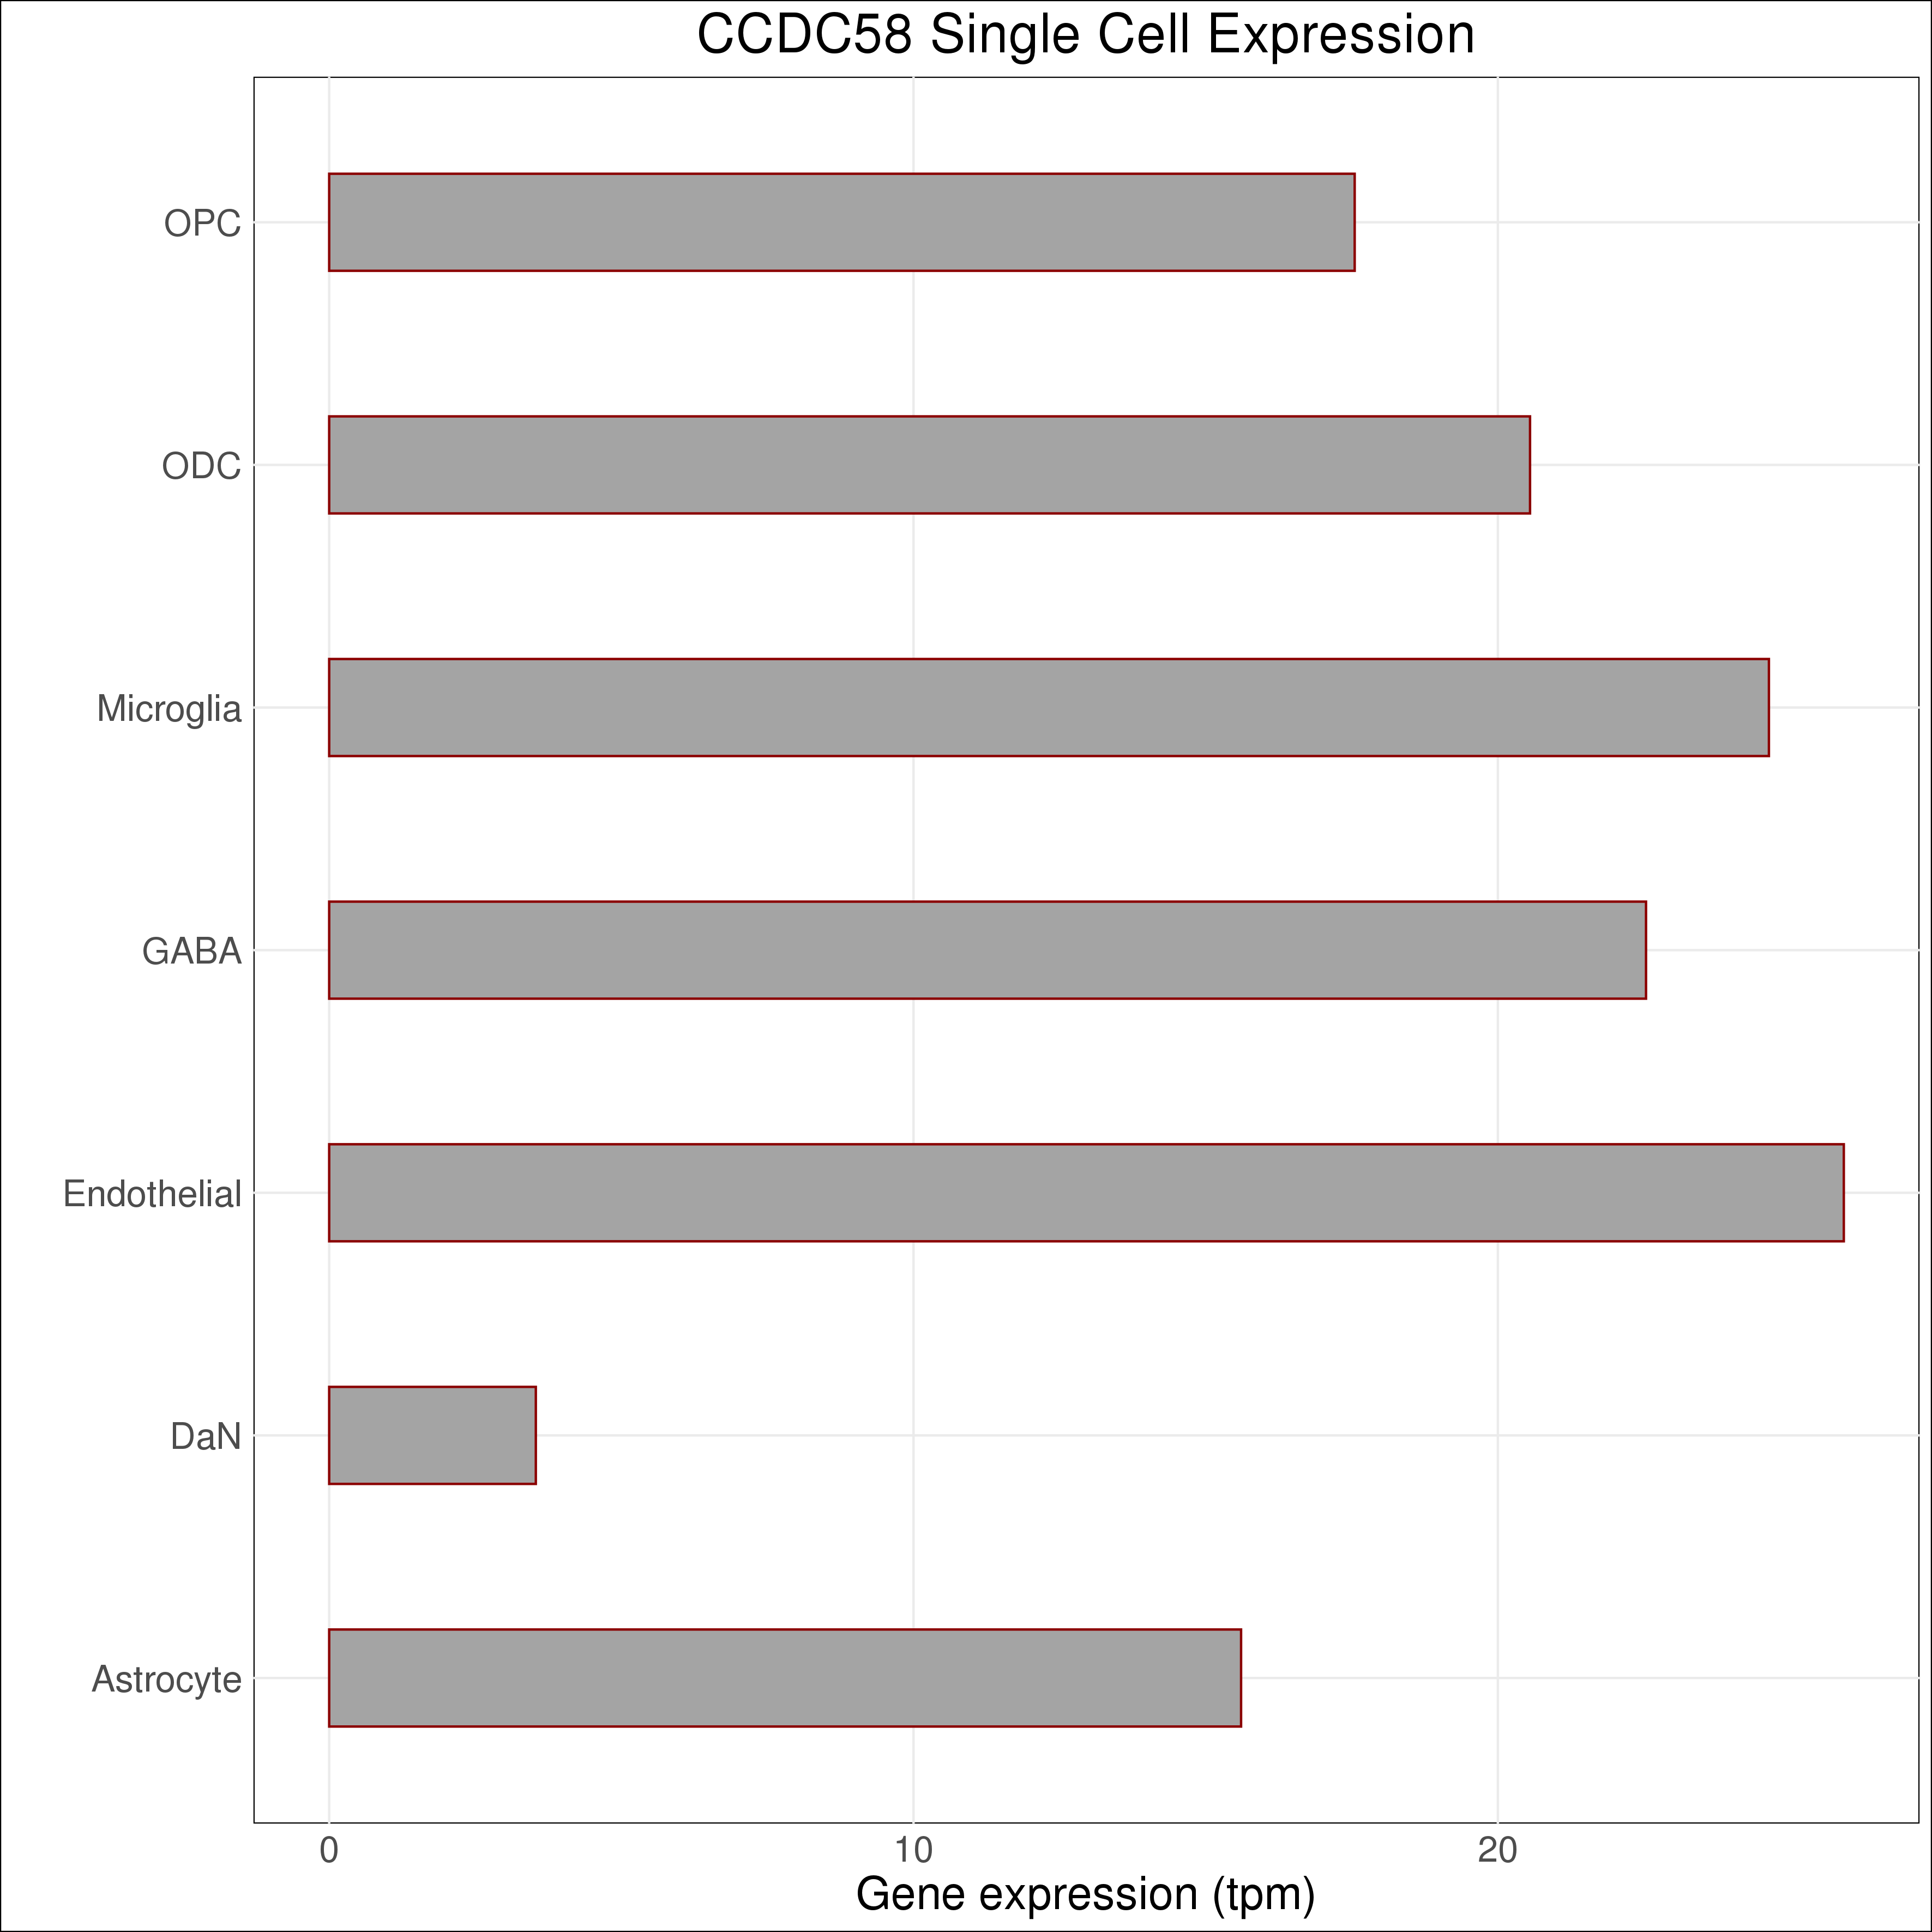 CCDC58 Single Cell Expression
OPC
ODC
Microglia
GABA
Endothelial
DaN
Astrocyte
0 10 20
Gene expression (tpm)